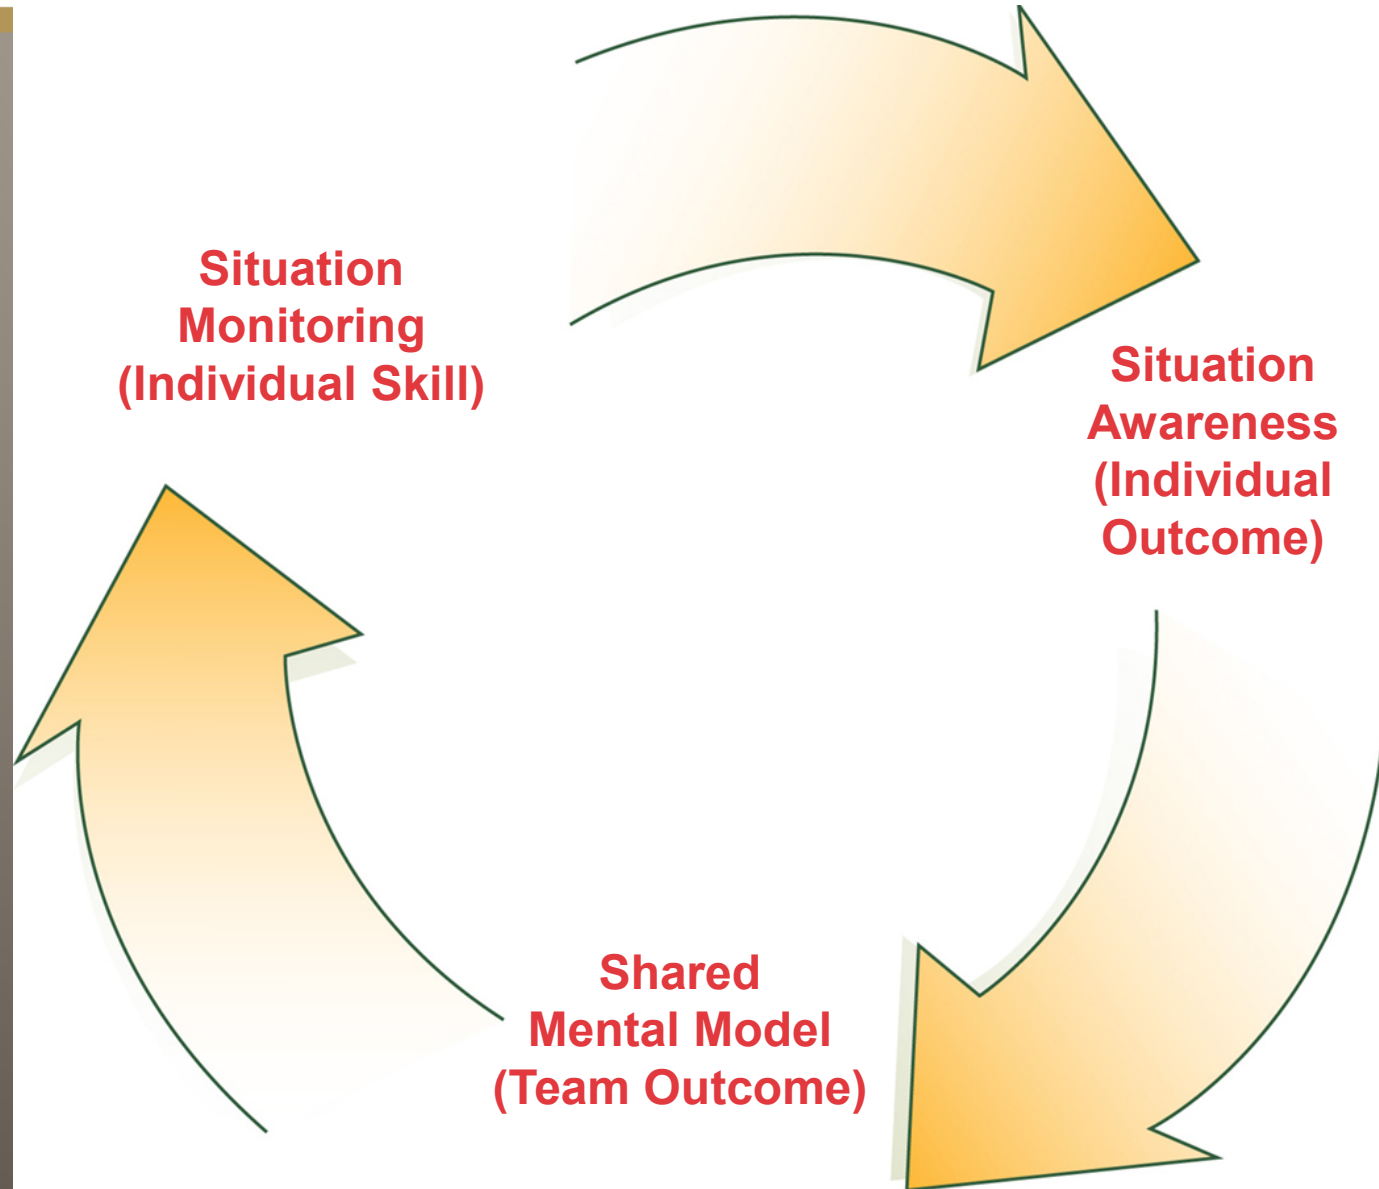 Situation
Monitoring
(Individual Skill)
Situation
Awareness
(Individual
Outcome)
Shared
Mental Model
(Team Outcome)